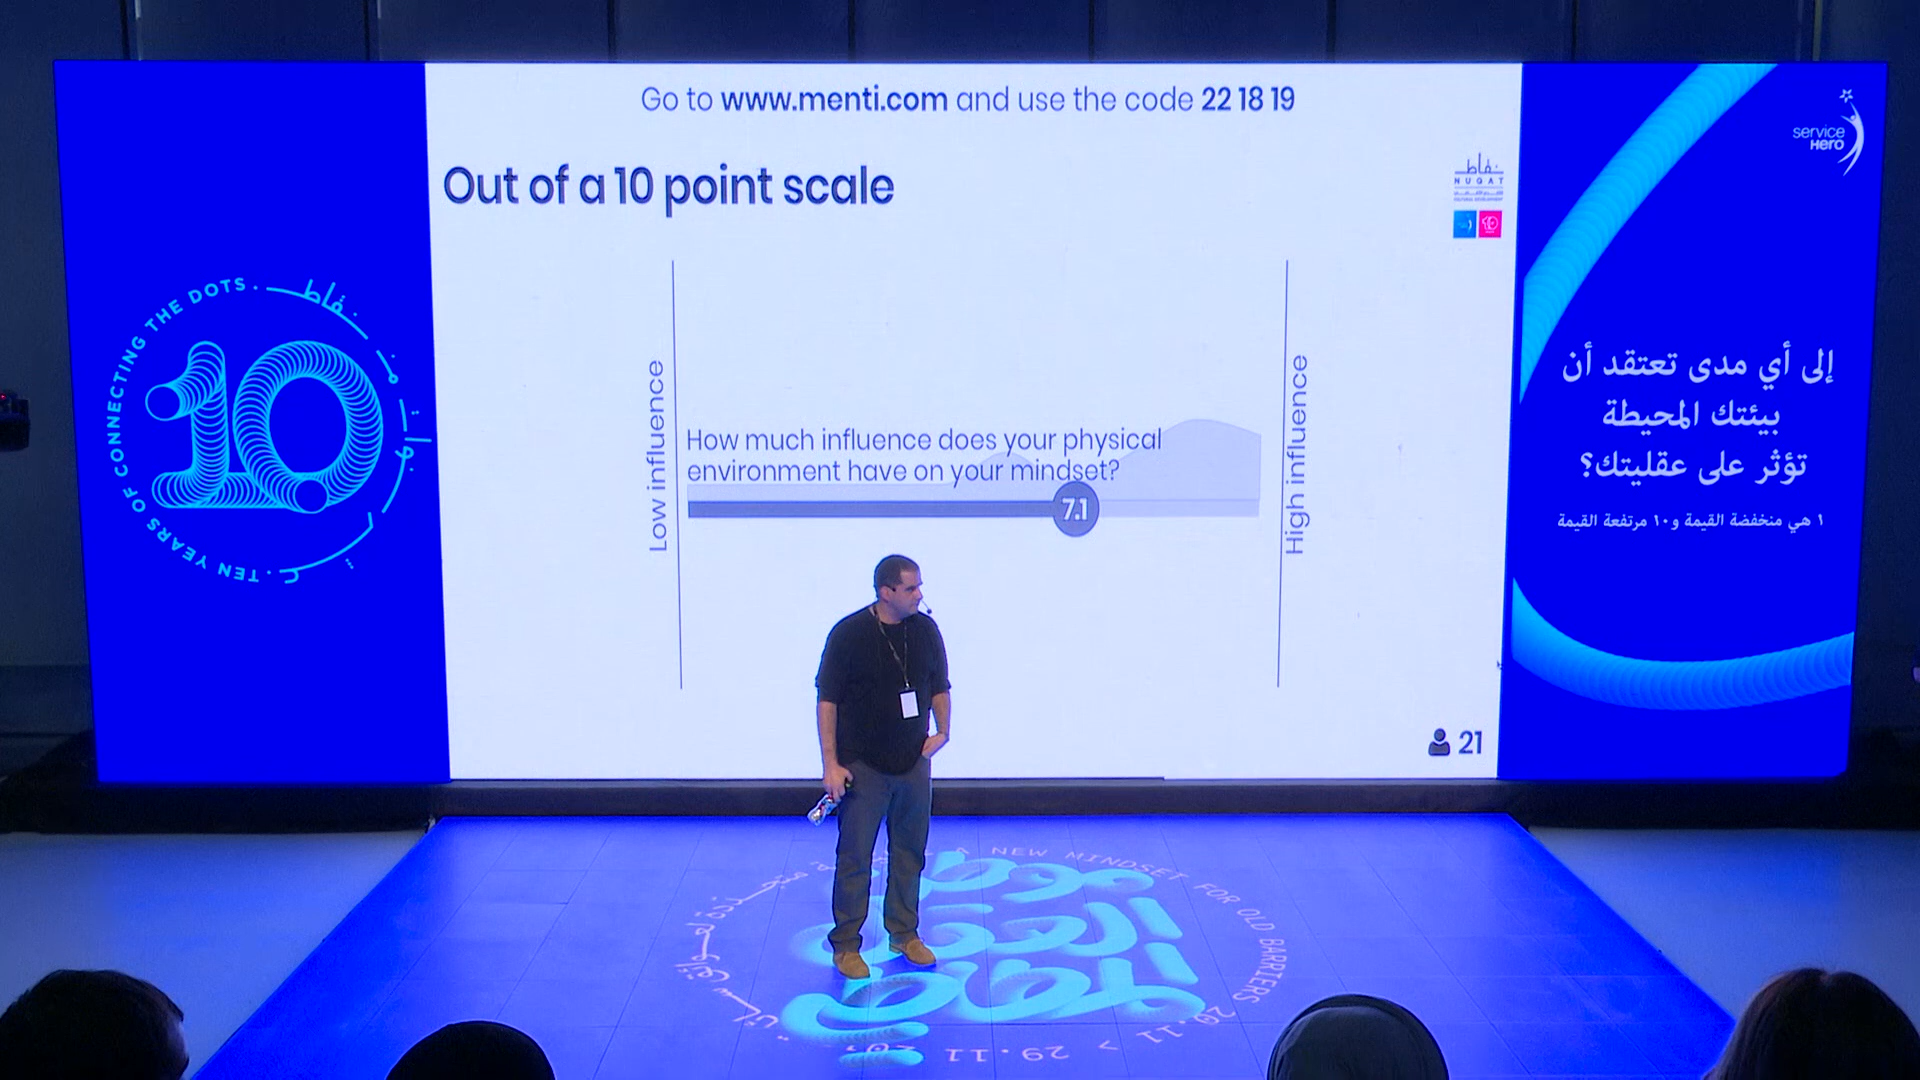 Go to www.menti.com and use the code 22 18 19
Out of a 10 point scale
نقاط
NUQAT
Low influence
How much influence does your physical
environment have on your mindset?
7.1
High influence
21
TEN YEARS OF CONNECTING THE DOTS.
10
service
HERO
إلى أي مدى تعتقد أن
بيئتك المحيطة
تؤثر على عقليتك؟
١ هي منخفضة القيمة و١٠ مرتفعة القيمة
A NEW MINDSET FOR OLD BARRIERS